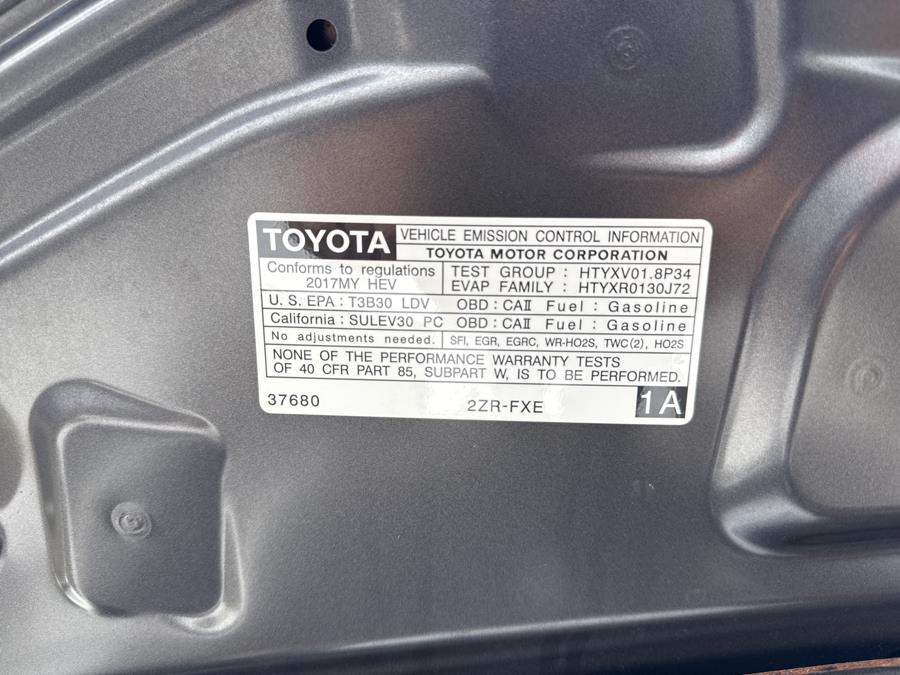 TOYOTA VEHICLE EMISSION CONTROL INFORMATION
TOYOTA MOTOR CORPORATION
Conforms to regulations
2017MY HEV
TEST GROUP : HTYXV01.8P34
EVAP FAMILY : HTYXR0130J72
U. S. EPA : T3B30 LDV OBD : CAII Fuel : Gasoline
California : SULEV30 PC OBD : CAII Fuel : Gasoline
No adjustments needed. SFI, EGR, EGRC, WR-HO2S, TWC(2), HO2S
NONE OF THE PERFORMANCE WARRANTY TESTS
OF 40 CFR PART 85, SUBPART W, IS TO BE PERFORMED.
37680 2ZR-FXE 1A